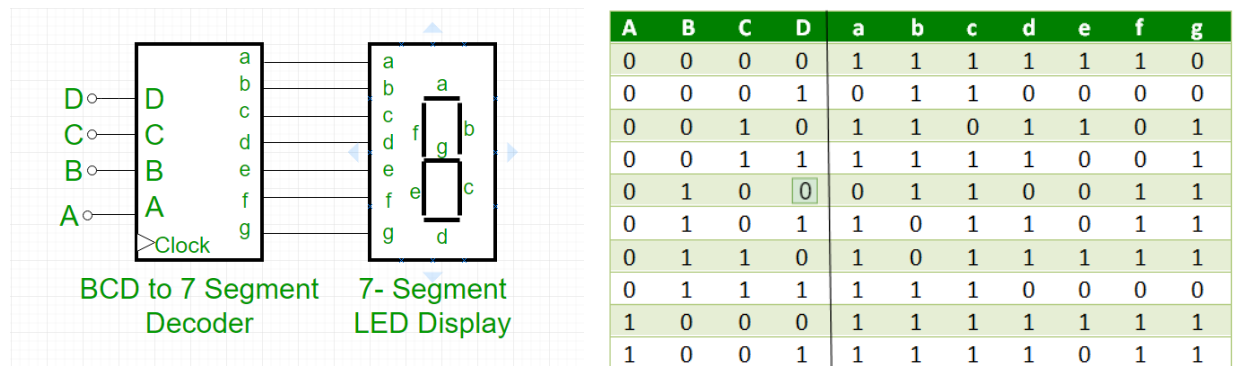 a a
b b a
D D
c c
C C f b
d d g
B B e e
e c
A A f f
g g d
Clock
BCD to 7 Segment 7- Segment
Decoder LED Display
A B C D a b c d e f g
0 0 0 0 1 1 1 1 1 1 0
0 0 0 1 0 1 1 0 0 0 0
0 0 1 0 1 1 0 1 1 0 1
0 0 1 1 1 1 1 1 0 0 1
0 1 0 0 0 1 1 0 0 1 1
0 1 0 1 1 0 1 1 0 1 1
0 1 1 0 1 0 1 1 1 1 1
0 1 1 1 1 1 1 0 0 0 0
1 0 0 0 1 1 1 1 1 1 1
1 0 0 1 1 1 1 1 0 1 1